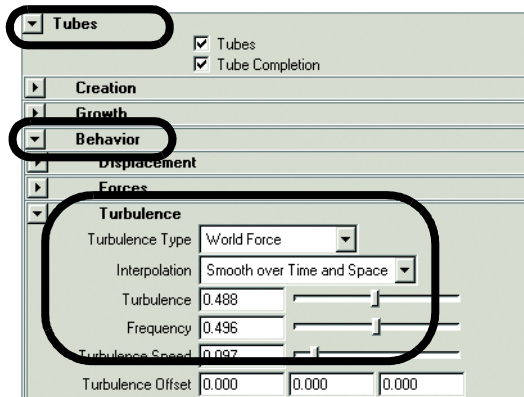 Tubes
Tubes
Tube Completion
Creation
Growth
Behavior
Displacement
Forces
Turbulence
Turbulence Type World Force
Interpolation Smooth over Time and Space
Turbulence 0.488
Frequency 0.496
Turbulence Speed 0.097
Turbulence Offset 0.000 0.000 0.000